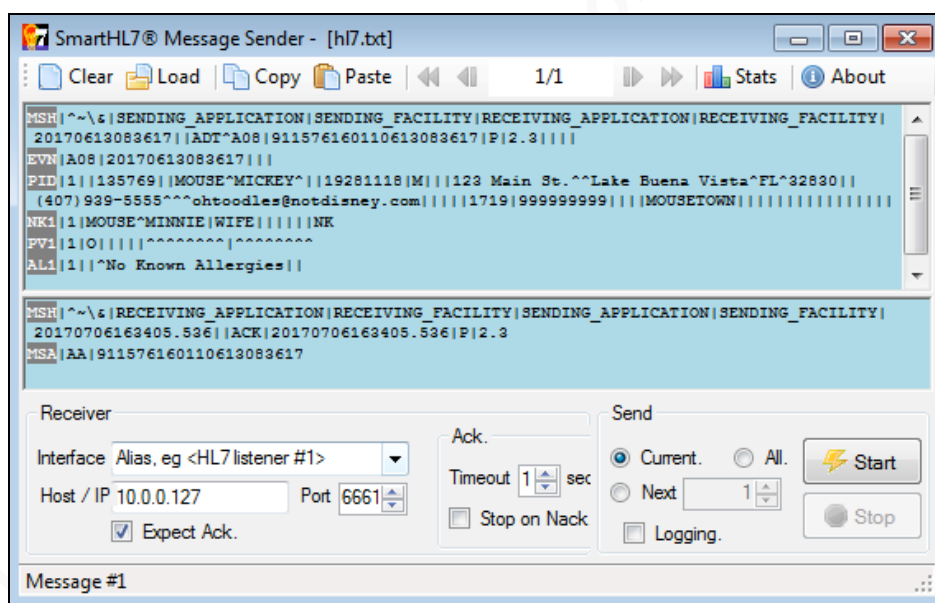 SmartHL7® Message Sender - [hl7.txt]
Clear Load Copy Paste 1/1 Stats About
MSH|^~\&|SENDING_APPLICATION|SENDING_FACILITY|RECEIVING_APPLICATION|RECEIVING_FACILITY|
20170613083617||ADT^A08|911576160110613083617|P|2.3||||
EVN|A08|20170613083617|||
PID|1||135769||MOUSE^MICKEY^||19281118|M|||123 Main St.^^Lake Buena Vista^FL^32830||
(407)939-5555^^^ohtoodles@notdisney.com|||||1719|999999999||||MOUSETOWN||||||||||||||||
NK1|1|MOUSE^MINNIE|WIFE||||||NK
PV1|1|O|||||^^^^^^^^|^^^^^^^^
AL1|1||^No Known Allergies||
MSH|^~\&|RECEIVING_APPLICATION|RECEIVING_FACILITY|SENDING_APPLICATION|SENDING_FACILITY|
20170706163405.536||ACK|20170706163405.536|P|2.3
MSA|AA|911576160110613083617
Receiver
Interface Alias, eg <HL7 listener #1>
Host / IP 10.0.0.127 Port 6661
Expect Ack.
Ack.
Timeout 1 sec
Stop on Nack
Send
Current. All.
Next 1
Logging.
Start
Stop
Message #1